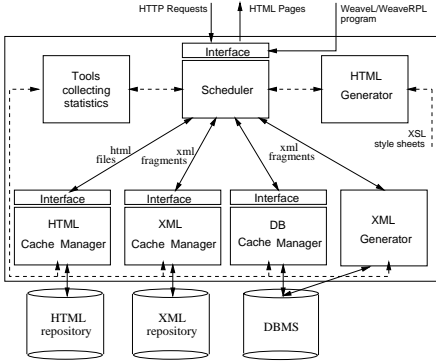 HTTP Requests
HTML Pages
WeaveL/WeaveRPL
program
Interface
Tools
collecting
statistics
Scheduler
HTML
Generator
XSL
style sheets
html
files
xml
fragments
xml
fragments
Interface
HTML
Cache Manager
Interface
XML
Cache Manager
Interface
DB
Cache Manager
XML
Generator
HTML
repository
XML
repository
DBMS